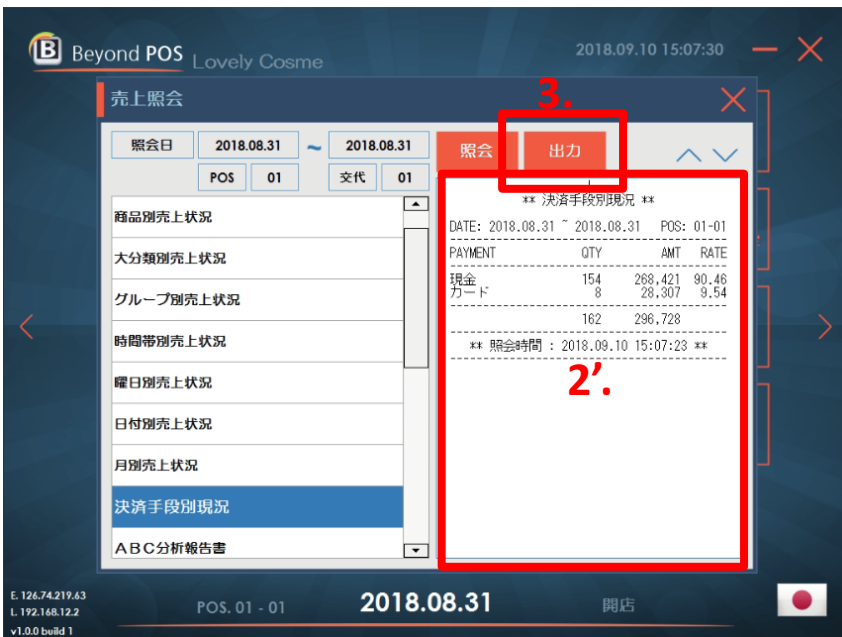 B Beyond POS Lovely Cosme 2018.09.10 15:07:30
売上照会
3.
照会日 2018.08.31 ~ 2018.08.31 照会 出力
POS 01 交代 01
商品別売上状況
大分類別売上状況
グループ別売上状況
時間帯別売上状況
曜日別売上状況
日付別売上状況
月別売上状況
決済手段別現況
ABC分析報告書
** 決済手段別現況 **
DATE: 2018.08.31 ~ 2018.08.31 POS: 01-01
PAYMENT QTY AMT RATE
現金 154 268,421 90.46
カード 8 28,307 9.54
162 296,728
** 照会時間 : 2018.09.10 15:07:23 **
2’.
E. 126.74.219.63
L. 192.168.12.2
v1.0.0 build 1
POS. 01 - 01 2018.08.31 開店